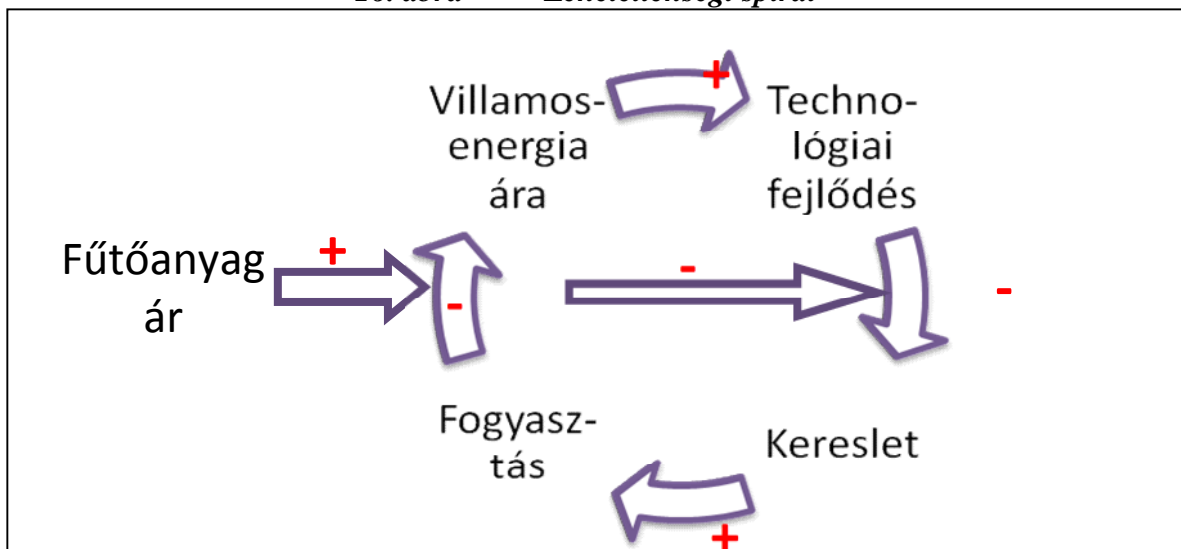 Villamos-
energia
ára
+
Techno-
lógiai
fejlődés
Fűtőanyag
ár
+
-
-
-
Fogyasz-
tás
Kereslet
+